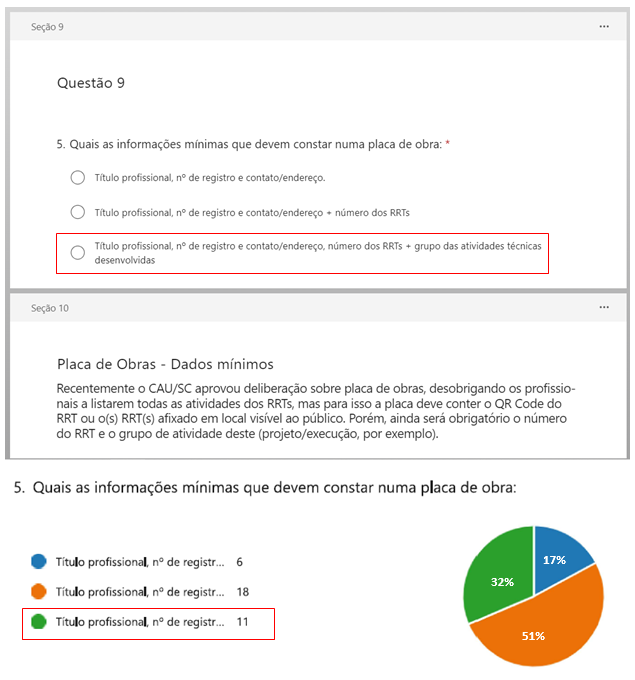 Seção 9
...
Questão 9
5. Quais as informações mínimas que devem constar numa placa de obra: *
Título profissional, nº de registro e contato/endereço.
Título profissional, nº de registro e contato/endereço + número dos RRTs
Título profissional, nº de registro e contato/endereço, número dos RRTs + grupo das atividades técnicas
desenvolvidas
Seção 10
...
Placa de Obras - Dados mínimos
Recentemente o CAU/SC aprovou deliberação sobre placa de obras, desobrigando os profissio-
nais a listarem todas as atividades dos RRTs, mas para isso a placa deve conter o QR Code do
RRT ou o(s) RRT(s) afixado em local visível ao público. Porém, ainda será obrigatório o número
do RRT e o grupo de atividade deste (projeto/execução, por exemplo).
5. Quais as informações mínimas que devem constar numa placa de obra:
Título profissional, nº de registr... 6
Título profissional, nº de registr... 18
Título profissional, nº de registr... 11
17%
32%
51%